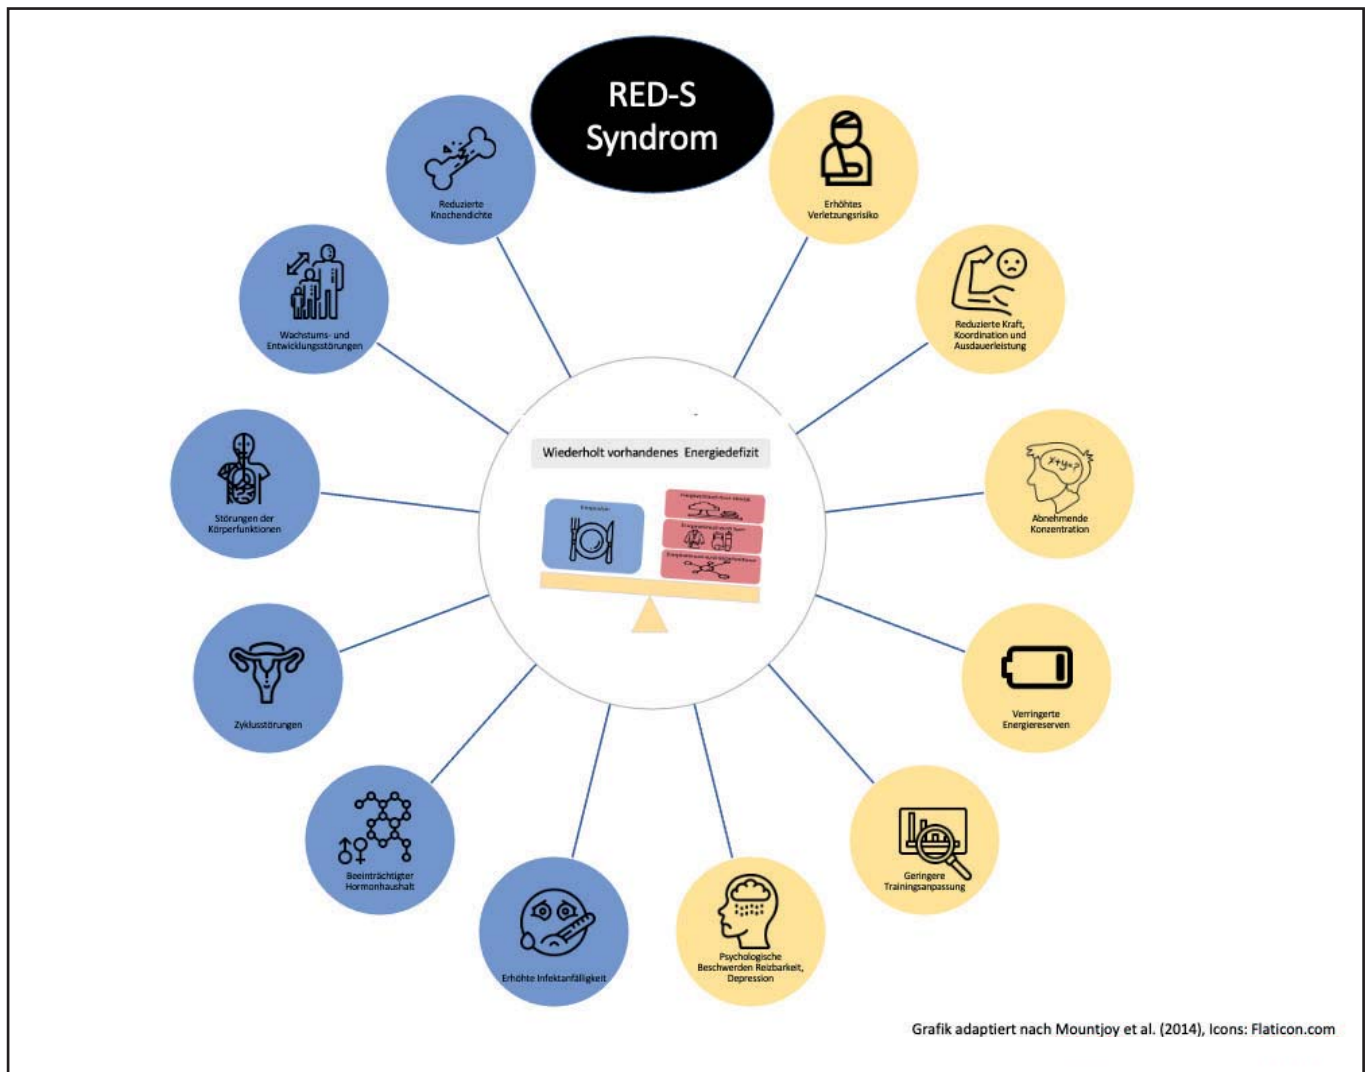 RED-S
Syndrom
Reduzierte
Knochendichte
Erhöhtes
Verletzungsrisiko
Wachstums- und
Entwicklungsstörungen
Reduzierte Kraft,
Koordination und
Ausdauerleistung
Wiederholt vorhandenes Energiedefizit
Störungen der
Körperfunktionen
x+y=?
Abnehmende
Konzentration
Zyklusstörungen
Verringerte
Energiereserven
Beeinträchtigter
Hormonhaushalt
Geringere
Trainingsanpassung
Erhöhte Infektanfälligkeit
Psychologische
Beschwerden Reizbarkeit,
Depression
Grafik adaptiert nach Mountjoy et al. (2014), Icons: Flaticon.com